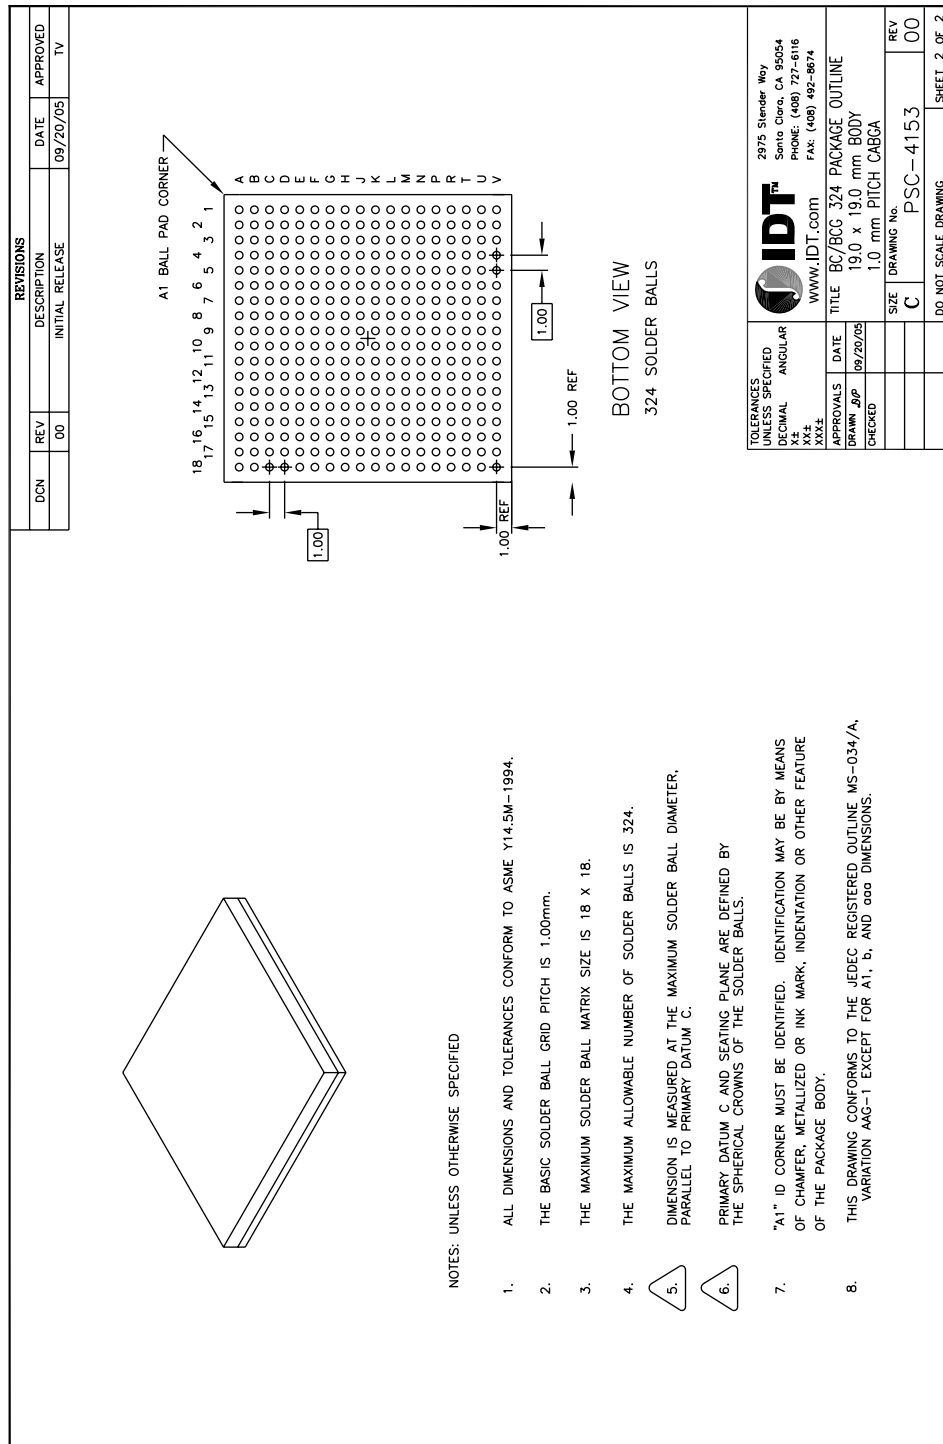 REVISIONS
DCN REV DESCRIPTION DATE APPROVED
00 INITIAL RELEASE 09/20/05 TV
A1 BALL PAD CORNER
18 17 16 15 14 13 12 11 10 9 8 7 6 5 4 3 2 1
A
B
C
D
E
F
G
H
J
K
L
M
N
P
R
T
U
V
1.00
1.00
1.00 REF
1.00 REF
BOTTOM VIEW
324 SOLDER BALLS
NOTES: UNLESS OTHERWISE SPECIFIED
1. ALL DIMENSIONS AND TOLERANCES CONFORM TO ASME Y14.5M-1994.
2. THE BASIC SOLDER BALL GRID PITCH IS 1.00mm.
3. THE MAXIMUM SOLDER BALL MATRIX SIZE IS 18 X 18.
4. THE MAXIMUM ALLOWABLE NUMBER OF SOLDER BALLS IS 324.
5. DIMENSION IS MEASURED AT THE MAXIMUM SOLDER BALL DIAMETER,
PARALLEL TO PRIMARY DATUM C.
6. PRIMARY DATUM C AND SEATING PLANE ARE DEFINED BY
THE SPHERICAL CROWNS OF THE SOLDER BALLS.
7. "A1" ID CORNER MUST BE IDENTIFIED. IDENTIFICATION MAY BE BY MEANS
OF CHAMFER, METALLIZED OR INK MARK, INDENTATION OR OTHER FEATURE
OF THE PACKAGE BODY.
8. THIS DRAWING CONFORMS TO THE JEDEC REGISTERED OUTLINE MS-034/A,
VARIATION AAG-1 EXCEPT FOR A1, b, AND aaa DIMENSIONS.
TOLERANCES
UNLESS SPECIFIED
DECIMAL ANGULAR
X±
XX±
XXX±
APPROVALS DATE
DRAWN 09/20/05
CHECKED
IDT™
www.IDT.com
2975 Stender Way
Santa Clara, CA 95054
PHONE: (408) 727-6116
FAX: (408) 492-8674
TITLE BC/BCG 324 PACKAGE OUTLINE
19.0 x 19.0 mm BODY
1.0 mm PITCH CABGA
SIZE DRAWING No. REV
C PSC-4153 00
DO NOT SCALE DRAWING SHEET 2 OF 2